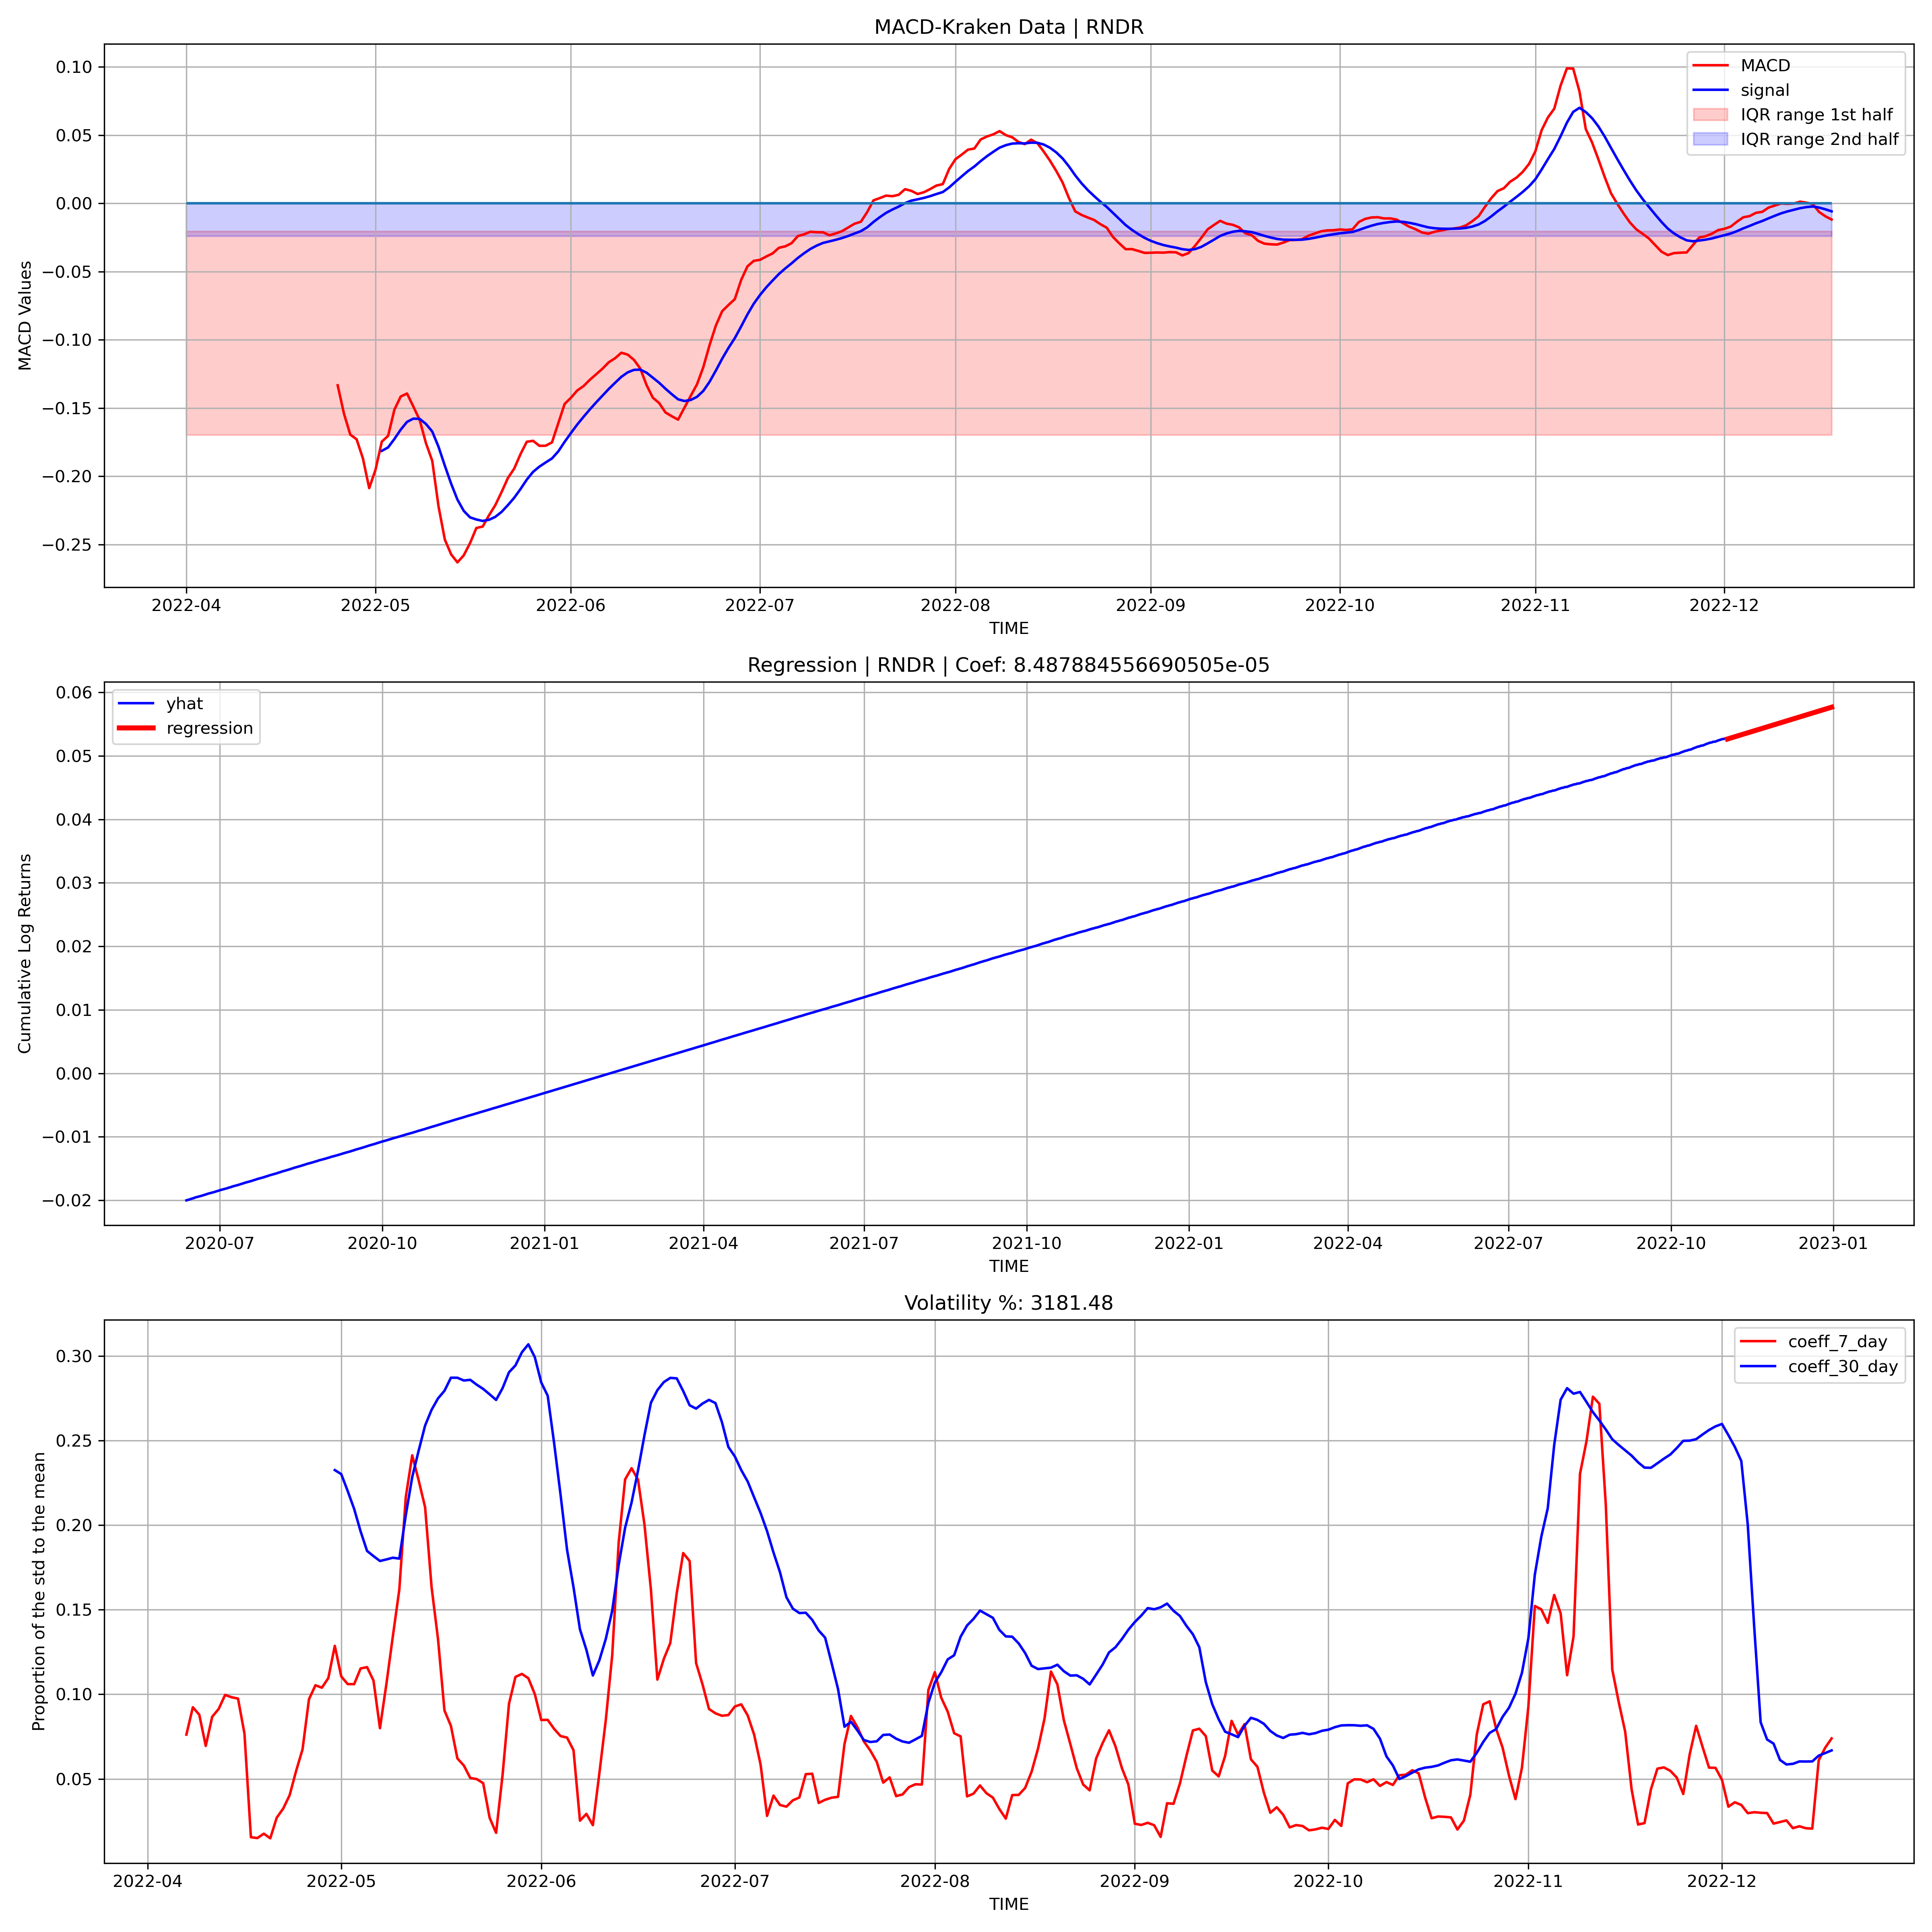 MACD-Kraken Data | RNDR
MACD
signal
IQR range 1st half
IQR range 2nd half
0.10
0.05
0.00
−0.05
−0.10
−0.15
−0.20
−0.25
MACD Values
2022-04 2022-05 2022-06 2022-07 2022-08 2022-09 2022-10 2022-11 2022-12
TIME
Regression | RNDR | Coef: 8.487884556690505e-05
yhat
regression
0.06
0.05
0.04
0.03
0.02
0.01
0.00
−0.01
−0.02
Cumulative Log Returns
2020-07 2020-10 2021-01 2021-04 2021-07 2021-10 2022-01 2022-04 2022-07 2022-10 2023-01
TIME
Volatility %: 3181.48
coeff_7_day
coeff_30_day
0.30
0.25
0.20
0.15
0.10
0.05
Proportion of the std to the mean
2022-04 2022-05 2022-06 2022-07 2022-08 2022-09 2022-10 2022-11 2022-12
TIME